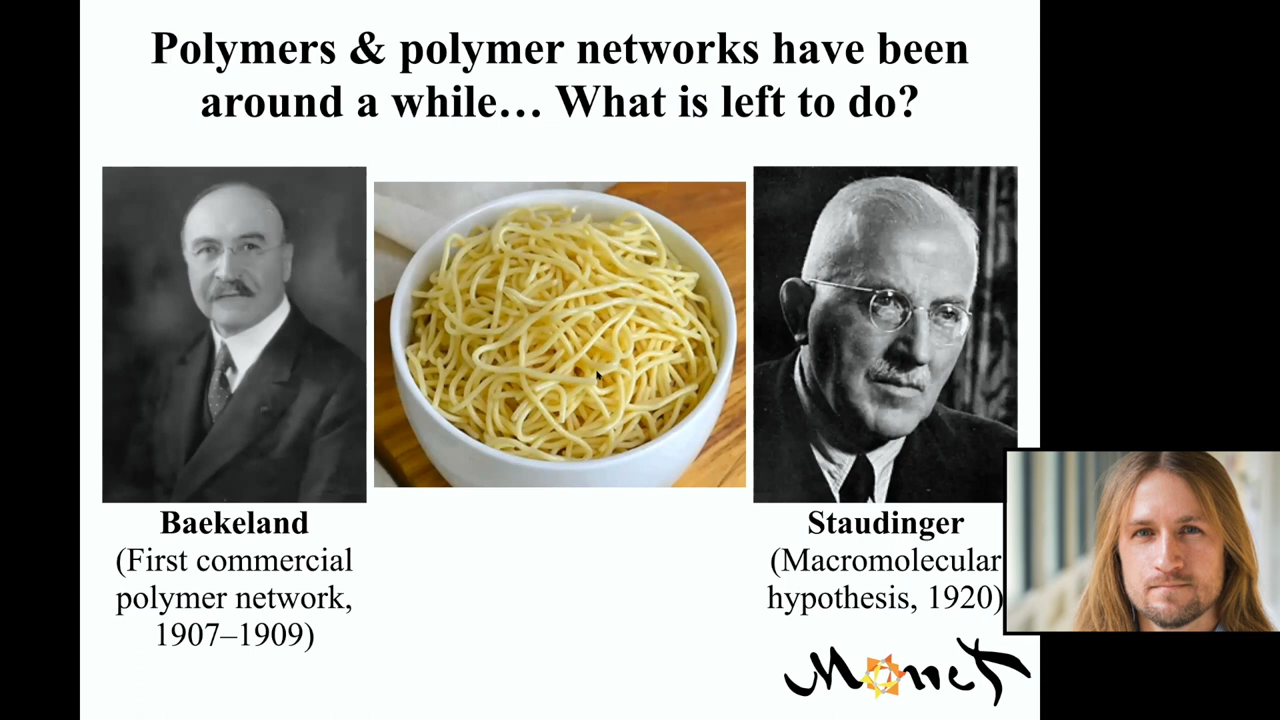 Polymers & polymer networks have been
around a while… What is left to do?
Baekeland
(First commercial
polymer network,
1907–1909)
Staudinger
(Macromolecular
hypothesis, 1920)
Monet